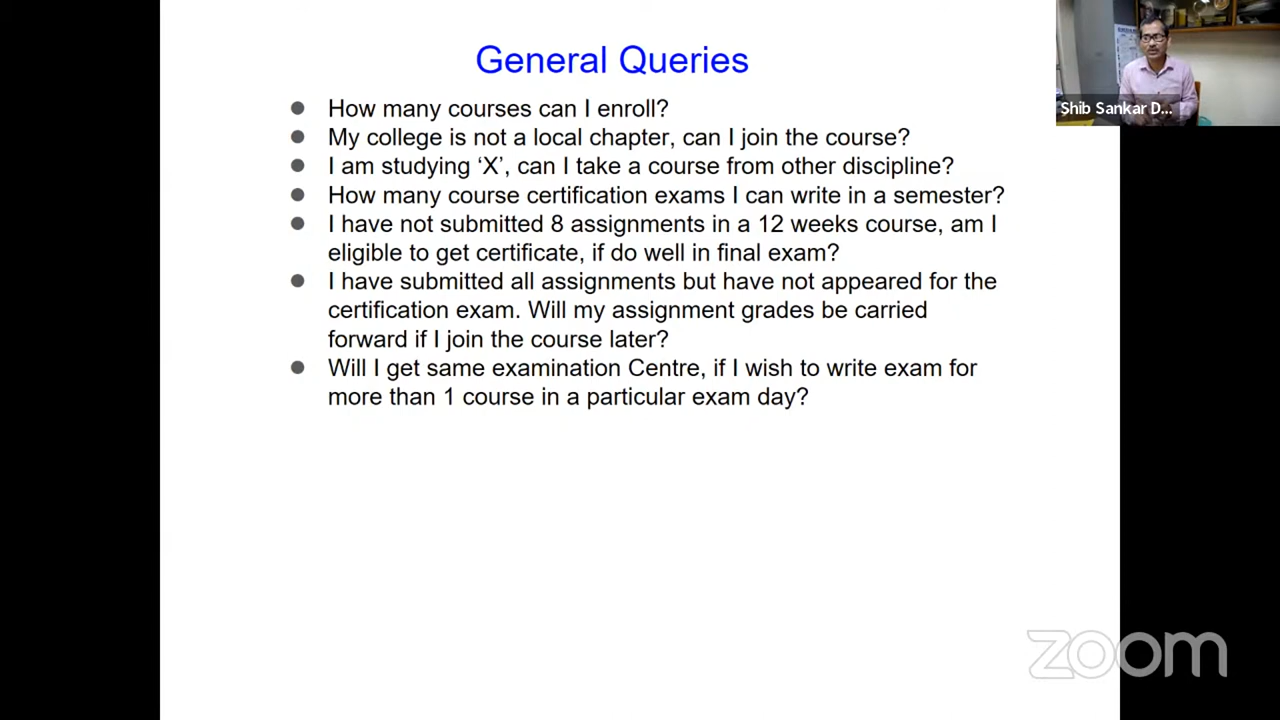 General Queries
How many courses can I enroll?
My college is not a local chapter, can I join the course?
I am studying ‘X’, can I take a course from other discipline?
How many course certification exams I can write in a semester?
I have not submitted 8 assignments in a 12 weeks course, am I
eligible to get certificate, if do well in final exam?
I have submitted all assignments but have not appeared for the
certification exam. Will my assignment grades be carried
forward if I join the course later?
Will I get same examination Centre, if I wish to write exam for
more than 1 course in a particular exam day?
Shib Sankar D...
zoom